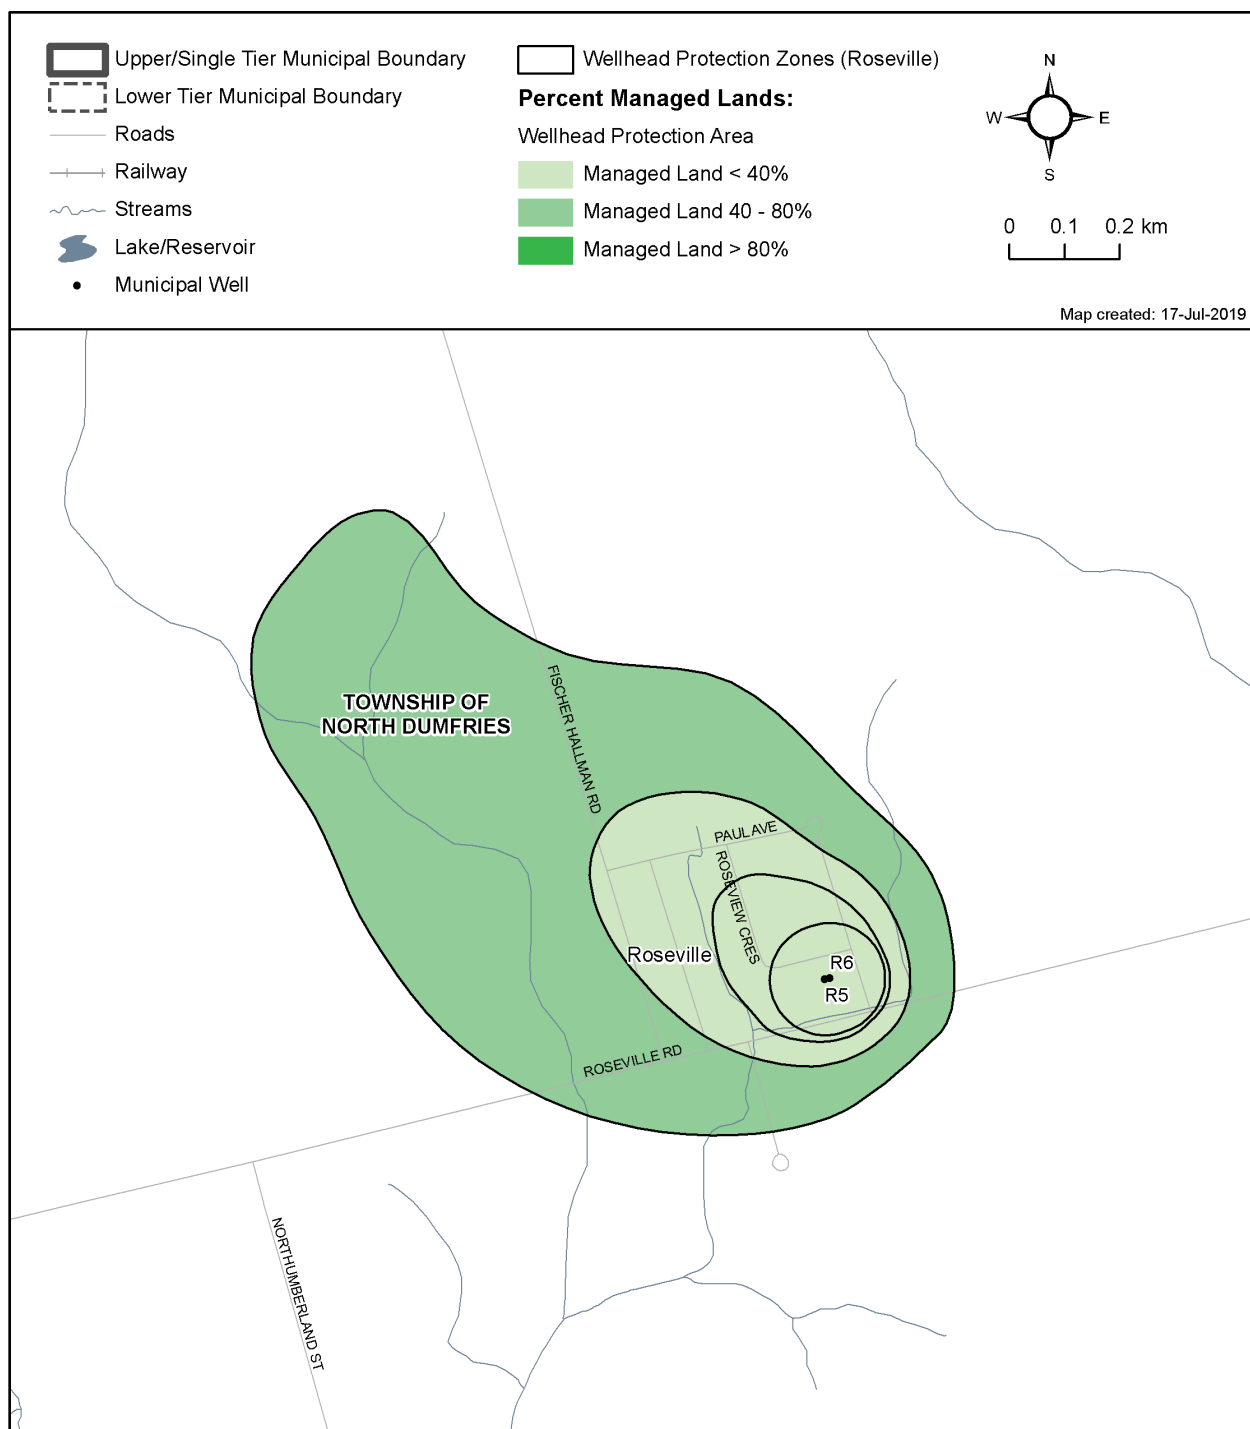 Upper/Single Tier Municipal Boundary
Lower Tier Municipal Boundary
Roads
Railway
Streams
Lake/Reservoir
Municipal Well
Wellhead Protection Zones (Roseville)
Percent Managed Lands:
Wellhead Protection Area
Managed Land < 40%
Managed Land 40 - 80%
Managed Land > 80%
N
W
E
S
0 0.1 0.2 km
Map created: 17-Jul-2019
TOWNSHIP OF
NORTH DUMFRIES
FISCHER HALLMAN RD
PAUL AVE
ROSEVIEW CRES
Roseville
R6
R5
ROSEVILLE RD
NORTHUMBERLAND ST